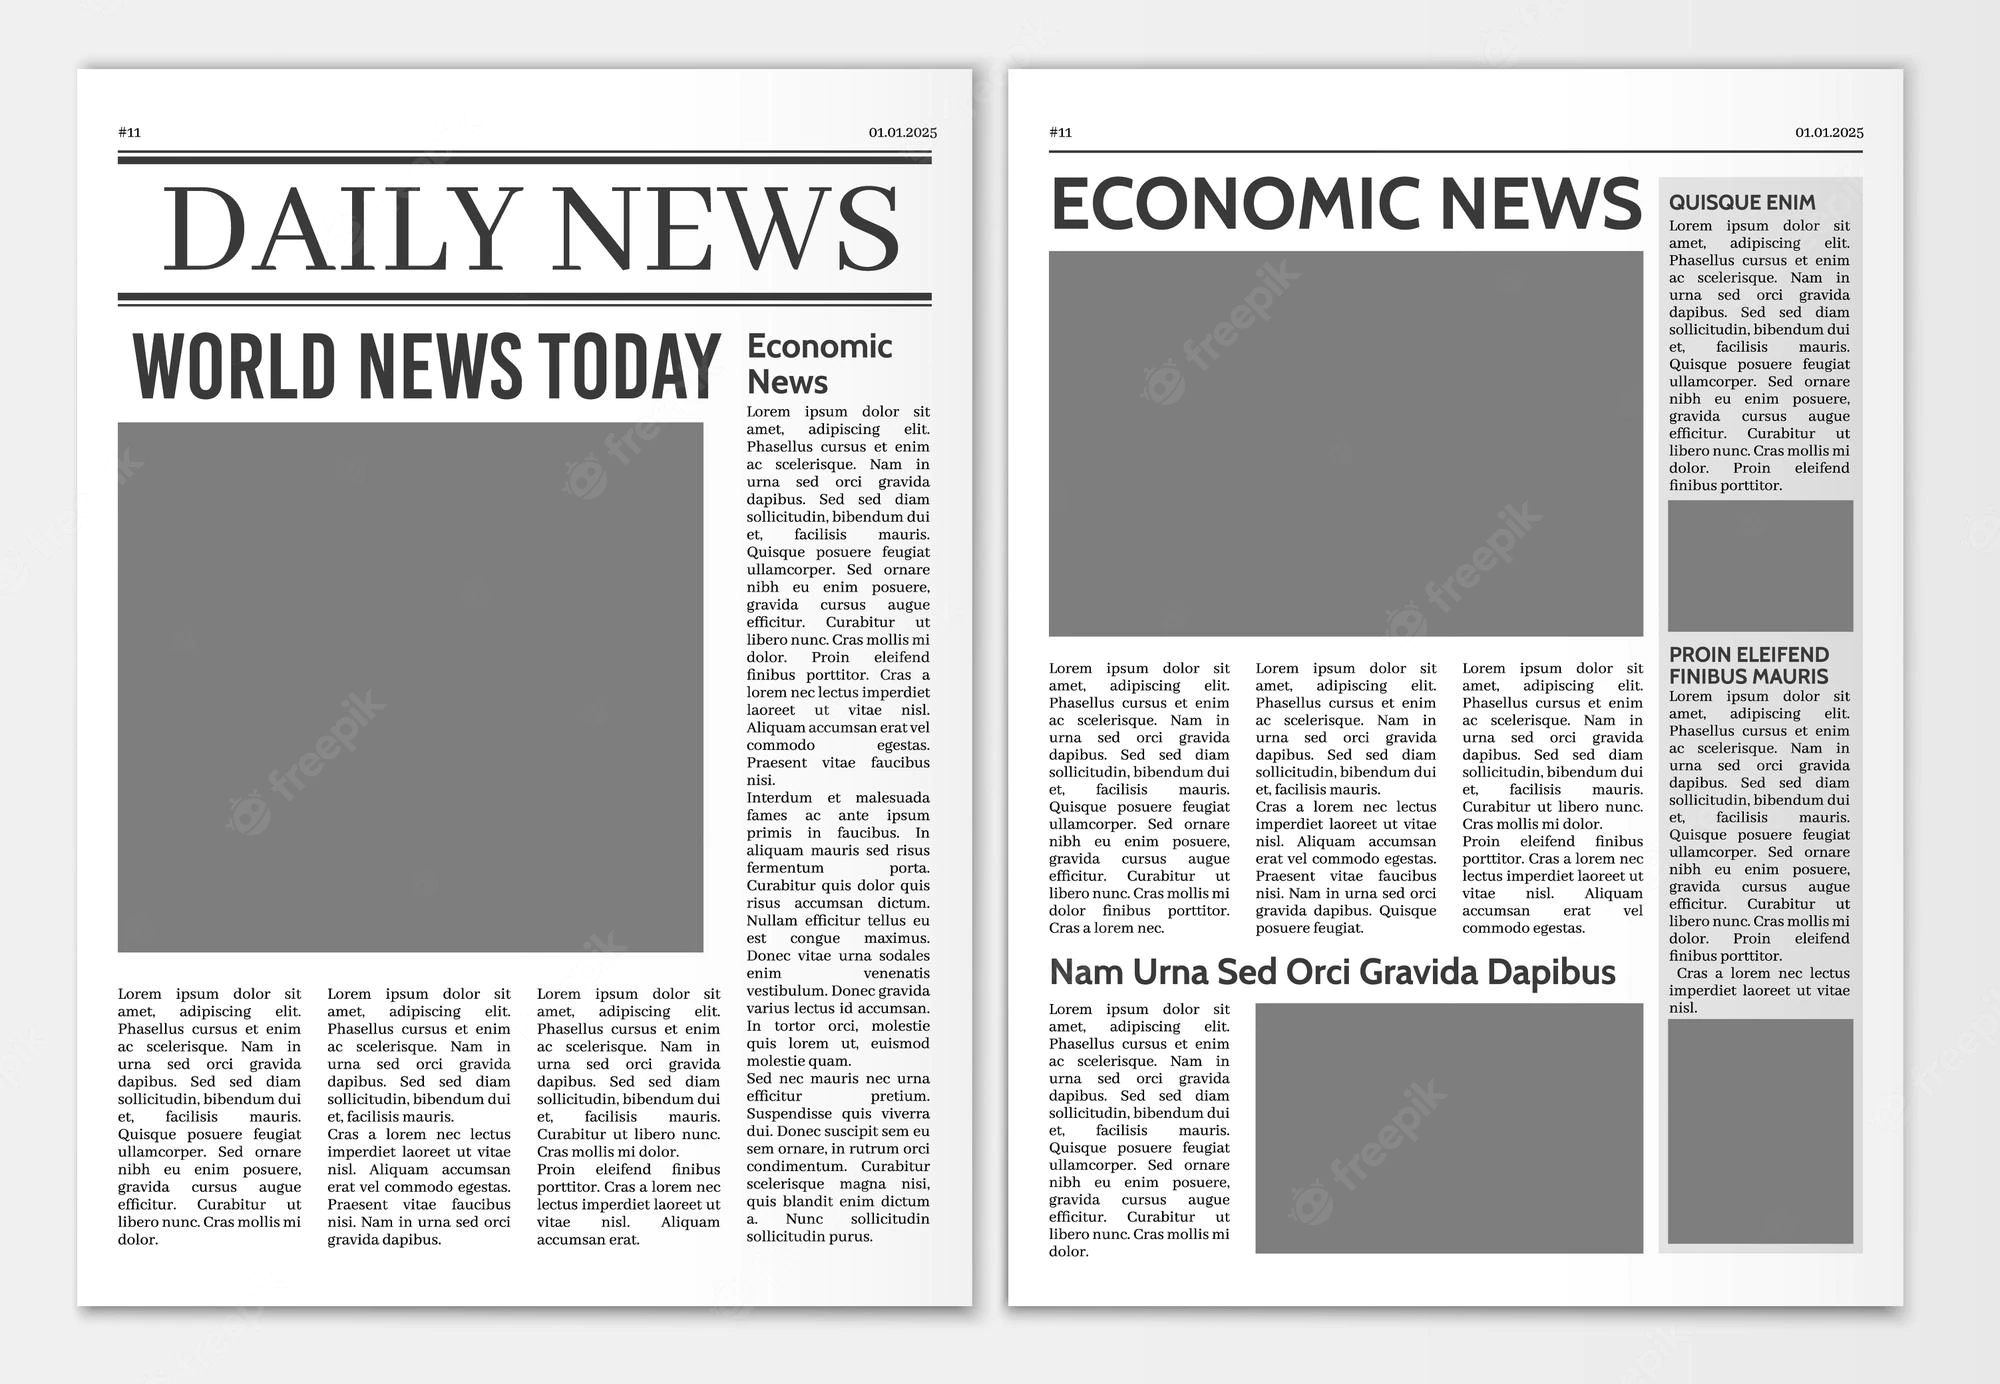 #11
01.01.2025
DAILY NEWS
WORLD NEWS TODAY
Lorem ipsum dolor sit
amet, adipiscing elit.
Phasellus cursus et enim
ac scelerisque. Nam in
urna sed orci gravida
dapibus. Sed sed diam
sollicitudin, bibendum dui
et, facilisis mauris.
Quisque posuere feugiat
ullamcorper. Sed ornare
nibh eu enim posuere,
gravida cursus augue
efficitur. Curabitur ut
libero nunc. Cras mollis mi
dolor.
Lorem ipsum dolor sit
amet, adipiscing elit.
Phasellus cursus et enim
ac scelerisque. Nam in
urna sed orci gravida
dapibus. Sed sed diam
sollicitudin, bibendum dui
et, facilisis mauris.
Cras a lorem nec lectus
imperdiet laoreet ut vitae
nisl. Aliquam accumsan
erat vel commodo egestas.
Praesent vitae faucibus
nisi. Nam in urna sed orci
gravida dapibus.
Lorem ipsum dolor sit
amet, adipiscing elit.
Phasellus cursus et enim
ac scelerisque. Nam in
urna sed orci gravida
dapibus. Sed sed diam
sollicitudin, bibendum dui
et, facilisis mauris.
Curabitur ut libero nunc.
Cras mollis mi dolor.
Proin eleifend finibus
porttitor. Cras a lorem nec
lectus imperdiet laoreet ut
vitae nisl. Aliquam
accumsan erat.
Economic
News
Lorem ipsum dolor sit
amet, adipiscing elit.
Phasellus cursus et enim
ac scelerisque. Nam in
urna sed orci gravida
dapibus. Sed sed diam
sollicitudin, bibendum dui
et, facilisis mauris.
Quisque posuere feugiat
ullamcorper. Sed ornare
nibh eu enim posuere,
gravida cursus augue
efficitur. Curabitur ut
libero nunc. Cras mollis mi
dolor. Proin eleifend
finibus porttitor. Cras a
lorem nec lectus imperdiet
laoreet ut vitae nisl.
Aliquam accumsan erat vel
commodo egestas.
Praesent vitae faucibus
nisi.
Interdum et malesuada
fames ac ante ipsum
primis in faucibus. In
aliquam mauris sed risus
fermentum porta.
Curabitur quis dolor quis
risus accumsan dictum.
Nullam efficitur tellus eu
est congue maximus.
Donec vitae urna sodales
enim venenatis
vestibulum. Donec gravida
varius lectus id accumsan.
In tortor orci, molestie
quis lorem ut, euismod
molestie quam.
Sed nec mauris nec urna
efficitur pretium.
Suspendisse quis viverra
dui. Donec suscipit sem eu
sem ornare, in rutrum orci
condimentum. Curabitur
scelerisque magna nisi,
quis blandit enim dictum
a. Nunc sollicitudin
sollicitudin purus.
#11
01.01.2025
ECONOMIC NEWS
Lorem ipsum dolor sit
amet, adipiscing elit.
Phasellus cursus et enim
ac scelerisque. Nam in
urna sed orci gravida
dapibus. Sed sed diam
sollicitudin, bibendum dui
et, facilisis mauris.
Quisque posuere feugiat
ullamcorper. Sed ornare
nibh eu enim posuere,
gravida cursus augue
efficitur. Curabitur ut
libero nunc. Cras mollis mi
dolor finibus porttitor.
Cras a lorem nec.
Lorem ipsum dolor sit
amet, adipiscing elit.
Phasellus cursus et enim
ac scelerisque. Nam in
urna sed orci gravida
dapibus. Sed sed diam
sollicitudin, bibendum dui
et, facilisis mauris.
Cras a lorem nec lectus
imperdiet laoreet ut vitae
nisl. Aliquam accumsan
erat vel commodo egestas.
Praesent vitae faucibus
nisi. Nam in urna sed orci
gravida dapibus. Quisque
posuere feugiat.
Lorem ipsum dolor sit
amet, adipiscing elit.
Phasellus cursus et enim
ac scelerisque. Nam in
urna sed orci gravida
dapibus. Sed sed diam
sollicitudin, bibendum dui
et, facilisis mauris.
Curabitur ut libero nunc.
Cras mollis mi dolor.
Proin eleifend finibus
porttitor. Cras a lorem nec
lectus imperdiet laoreet ut
vitae nisl. Aliquam
accumsan erat vel
commodo egestas.
Nam Urna Sed Orci Gravida Dapibus
Lorem ipsum dolor sit
amet, adipiscing elit.
Phasellus cursus et enim
ac scelerisque. Nam in
urna sed orci gravida
dapibus. Sed sed diam
sollicitudin, bibendum dui
et, facilisis mauris.
Quisque posuere feugiat
ullamcorper. Sed ornare
nibh eu enim posuere,
gravida cursus augue
efficitur. Curabitur ut
libero nunc. Cras mollis mi
dolor.
QUISQUE ENIM
Lorem ipsum dolor sit
amet, adipiscing elit.
Phasellus cursus et enim
ac scelerisque. Nam in
urna sed orci gravida
dapibus. Sed sed diam
sollicitudin, bibendum dui
et, facilisis mauris.
Quisque posuere feugiat
ullamcorper. Sed ornare
nibh eu enim posuere,
gravida cursus augue
efficitur. Curabitur ut
libero nunc. Cras mollis mi
dolor. Proin eleifend
finibus porttitor.
PROIN ELEIFEND
FINIBUS MAURIS
Lorem ipsum dolor sit
amet, adipiscing elit.
Phasellus cursus et enim
ac scelerisque. Nam in
urna sed orci gravida
dapibus. Sed sed diam
sollicitudin, bibendum dui
et, facilisis mauris.
Quisque posuere feugiat
ullamcorper. Sed ornare
nibh eu enim posuere,
gravida cursus augue
efficitur. Curabitur ut
libero nunc. Cras mollis mi
dolor. Proin eleifend
finibus porttitor.
Cras a lorem nec lectus
imperdiet laoreet ut vitae
nisl.
freepik
freepik
freepik
freepik
freepik